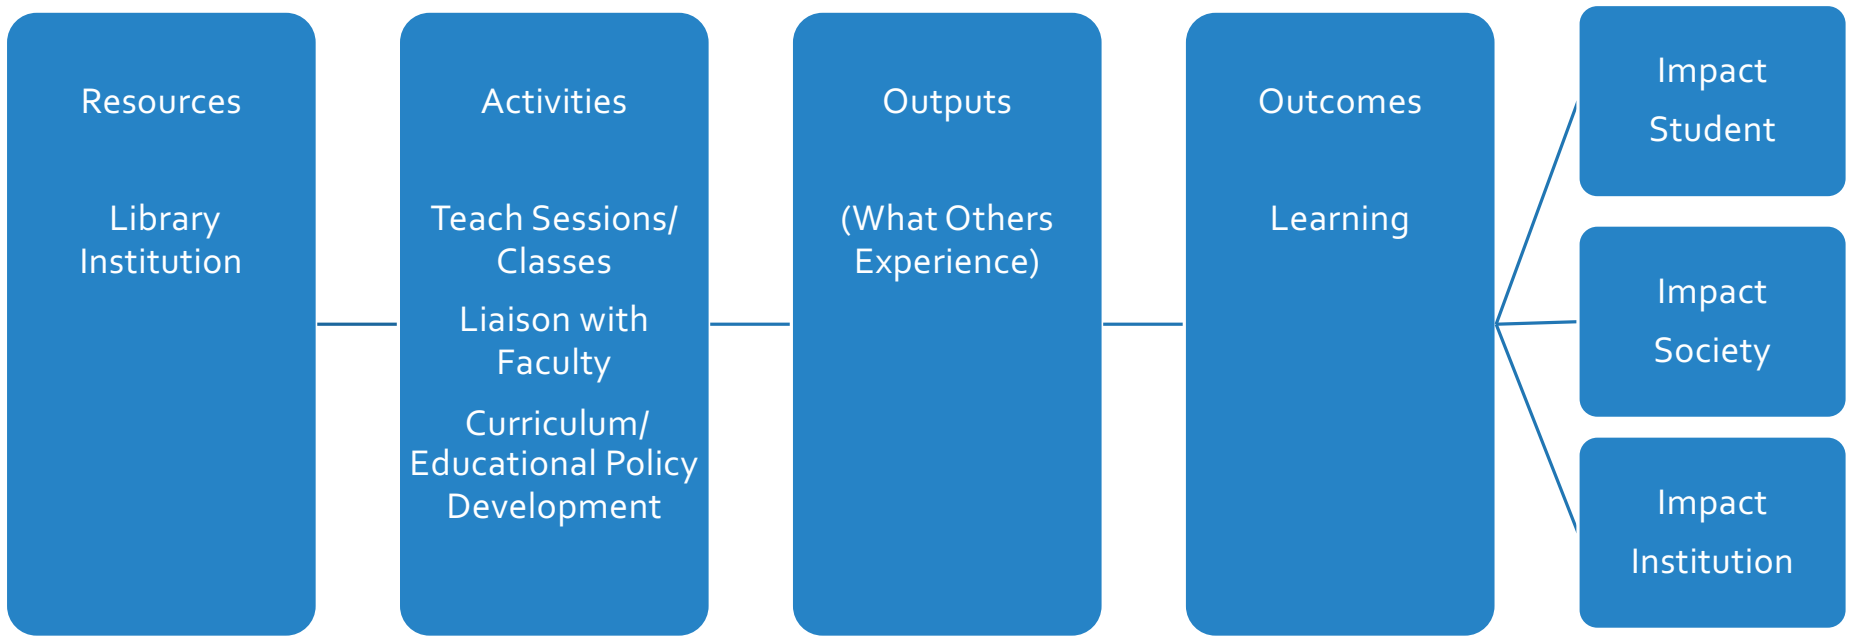 Resources
Library
Institution
Activities
Teach Sessions/
Classes
Liaison with
Faculty
Curriculum/
Educational Policy
Development
Outputs
(What Others
Experience)
Outcomes
Learning
Impact
Student
Impact
Society
Impact
Institution